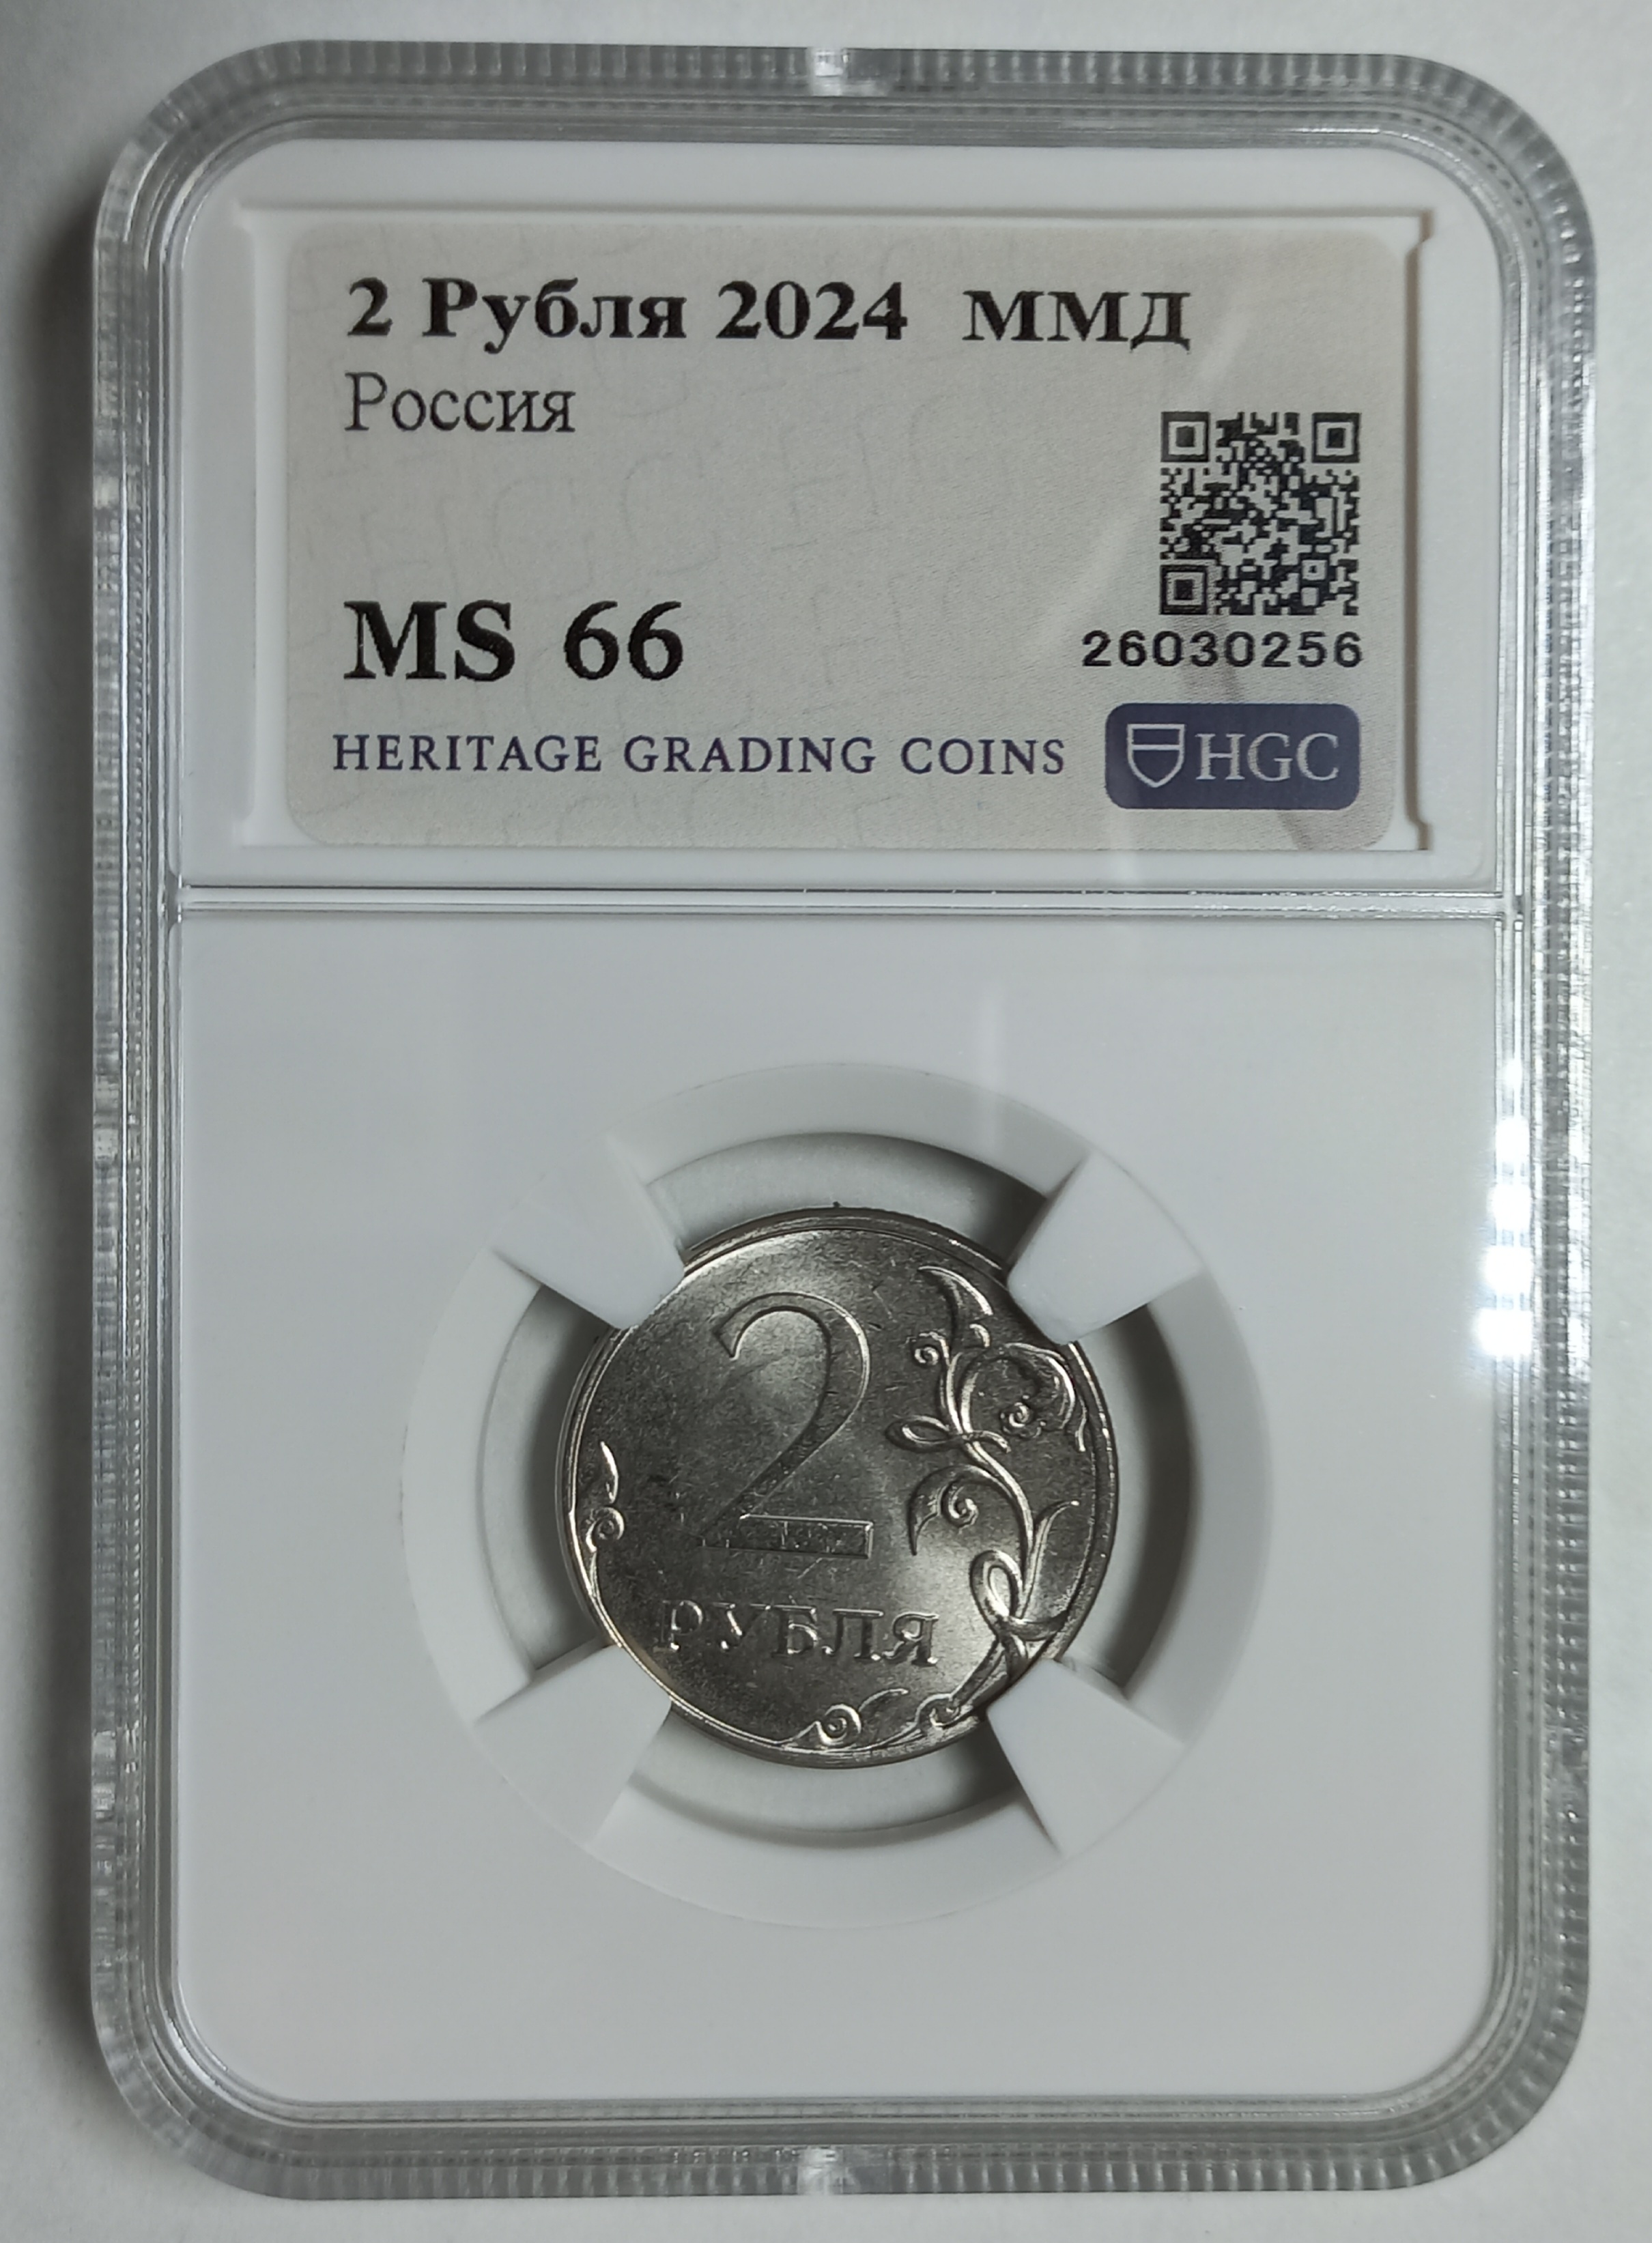 2 Рубля 2024 ММД
Россия
MS 66
26030256
HERITAGE GRADING COINS HGC
2
РУБЛЯ